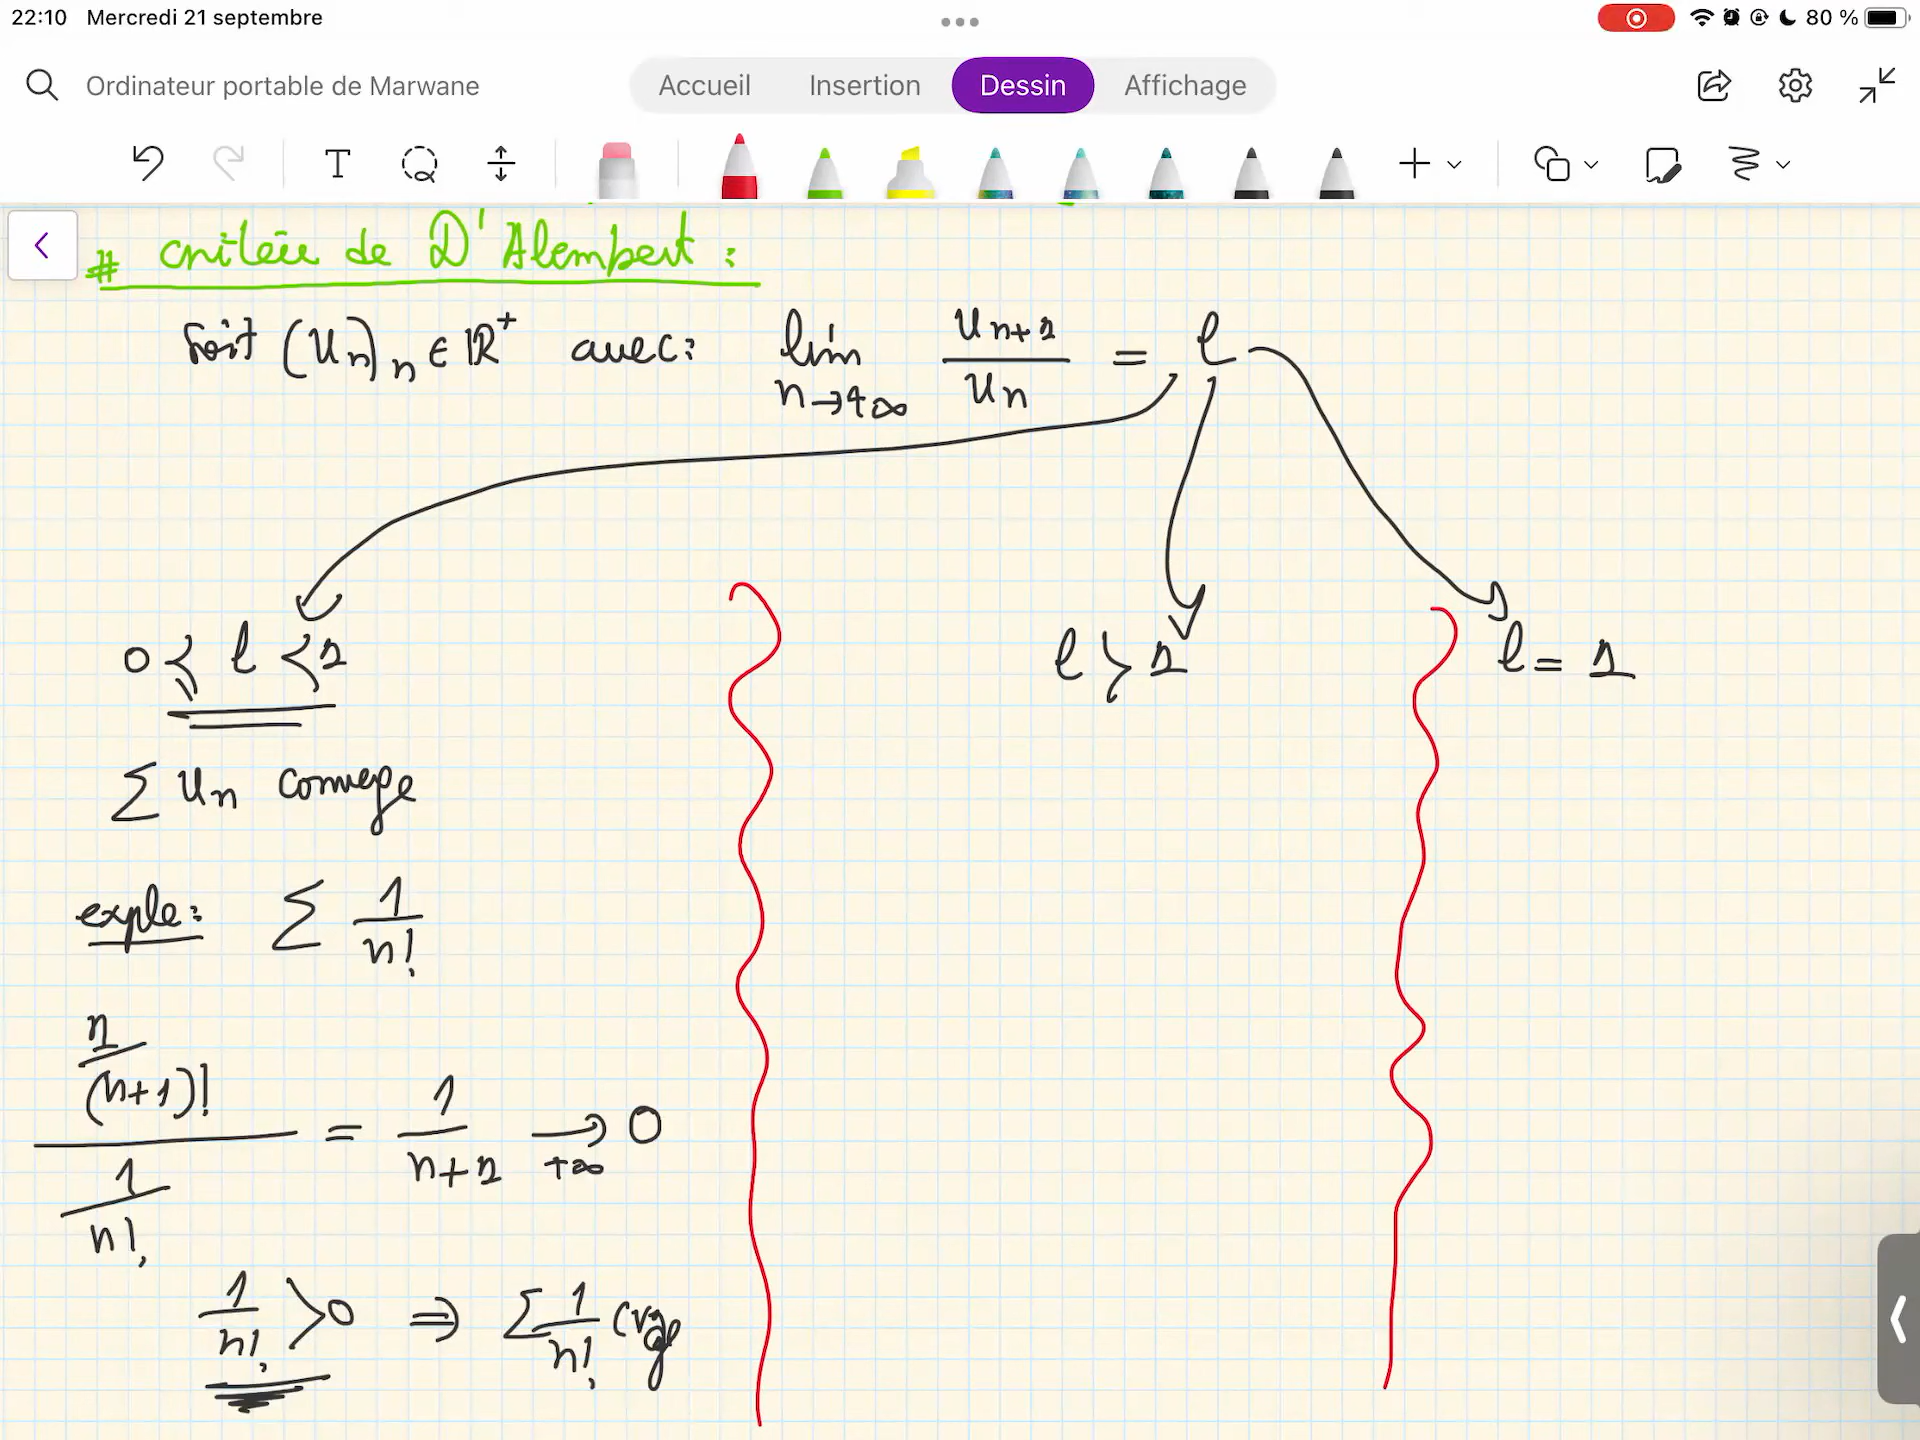 22:10 Mercredi 21 septembre 80 %
Ordinateur portable de Marwane Accueil Insertion Dessin Affichage
T
# critère de D'Alembert :
Soit (Un)n ∈ ℝ⁺ avec : lim n→+∞ Un+1 / Un = l
0 ⩽ l < 1
l > 1
l = 1
∑ Un converge
exple : ∑ 1/n!
(1/(n+1)!) / (1/n!) = 1/(n+1) → 0
+∞
1/n! > 0 ⇒ ∑ 1/n! cvge